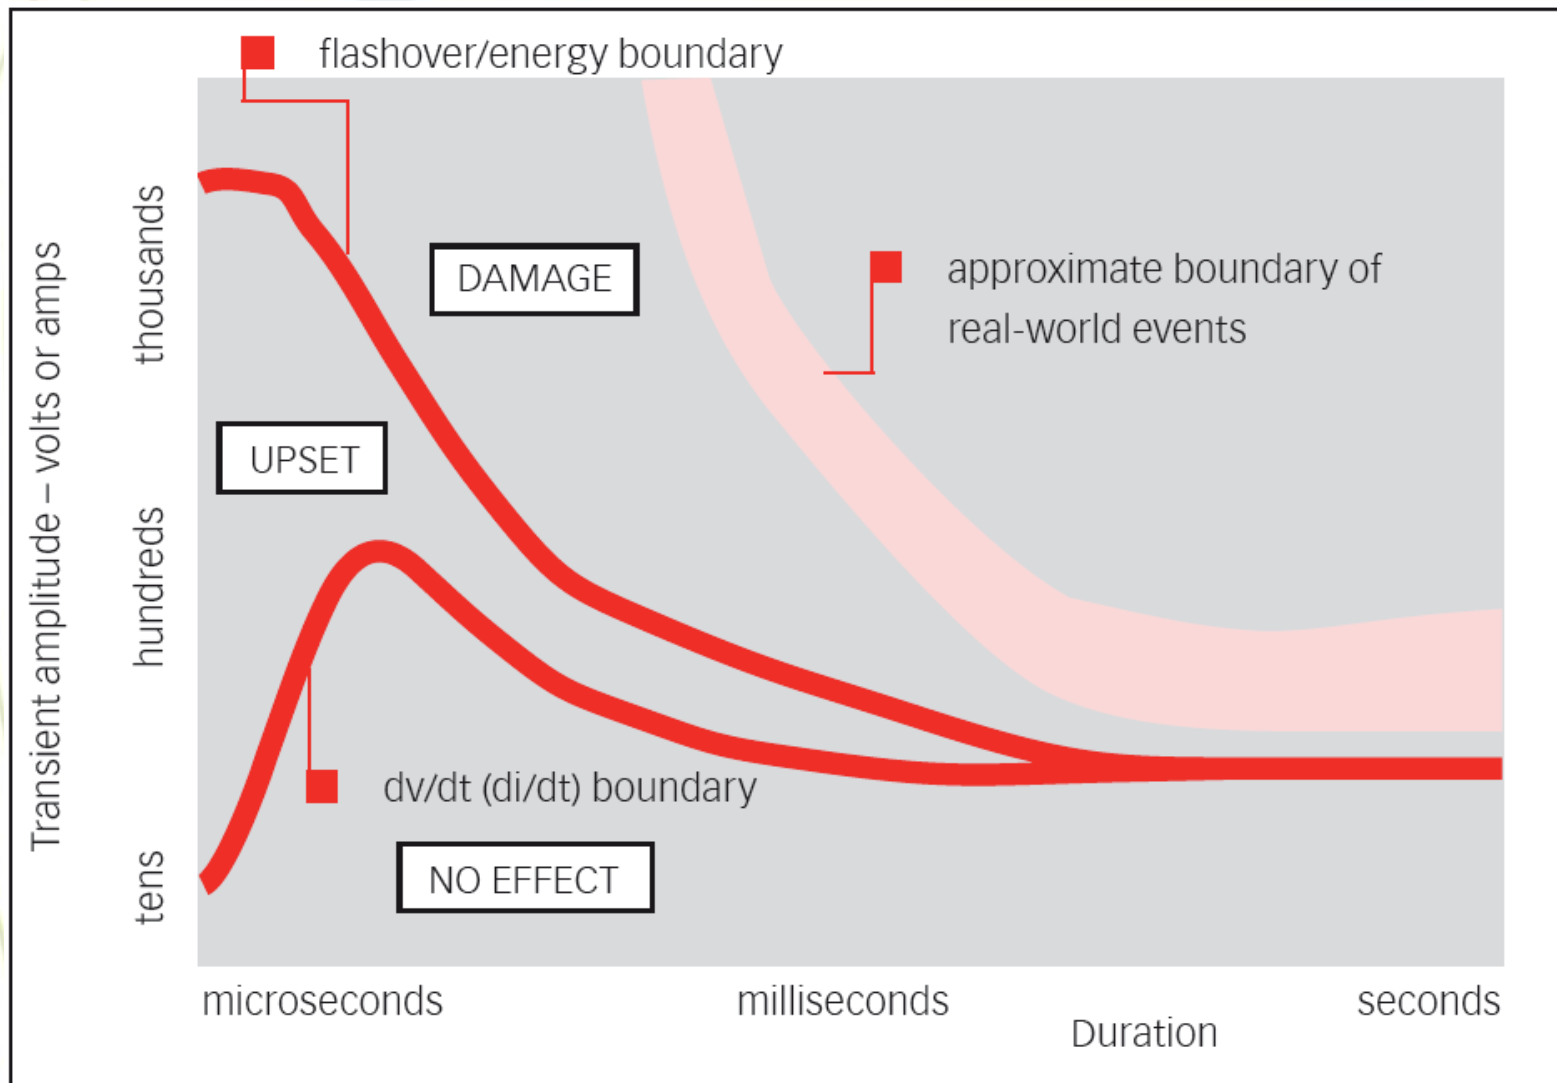 flashover/energy boundary
Transient amplitude – volts or amps
thousands
hundreds
tens
DAMAGE
approximate boundary of
real-world events
UPSET
dv/dt (di/dt) boundary
NO EFFECT
microseconds
milliseconds
seconds
Duration